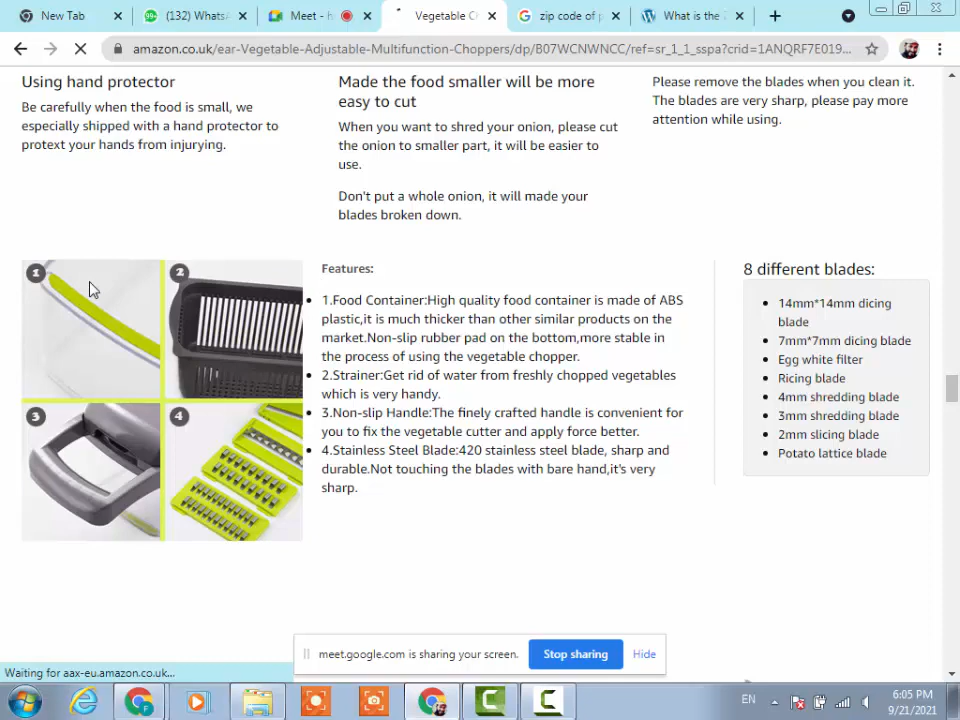 New Tab
(132) Whats
Meet - h
Vegetable C
zip code of p
What is the
amazon.co.uk/ear-Vegetable-Adjustable-Multifunction-Choppers/dp/B07WCNWNCC/ref=sr_1_1_sspa?crid=1ANQRF7E019...
Using hand protector
Be carefully when the food is small, we
especially shipped with a hand protector to
protext your hands from injurying.
Made the food smaller will be more
easy to cut
When you want to shred your onion, please cut
the onion to smaller part, it will be easier to
use.
Don't put a whole onion, it will made your
blades broken down.
Please remove the blades when you clean it.
The blades are very sharp, please pay more
attention while using.
1
2
3
4
Features:
1.Food Container:High quality food container is made of ABS
plastic,it is much thicker than other similar products on the
market.Non-slip rubber pad on the bottom,more stable in
the process of using the vegetable chopper.
2.Strainer:Get rid of water from freshly chopped vegetables
which is very handy.
3.Non-slip Handle:The finely crafted handle is convenient for
you to fix the vegetable cutter and apply force better.
4.Stainless Steel Blade:420 stainless steel blade, sharp and
durable.Not touching the blades with bare hand,it's very
sharp.
8 different blades:
14mm*14mm dicing
blade
7mm*7mm dicing blade
Egg white filter
Ricing blade
4mm shredding blade
3mm shredding blade
2mm slicing blade
Potato lattice blade
meet.google.com is sharing your screen.
Stop sharing
Hide
Waiting for aax-eu.amazon.co.uk...
EN
6:05 PM
9/21/2021